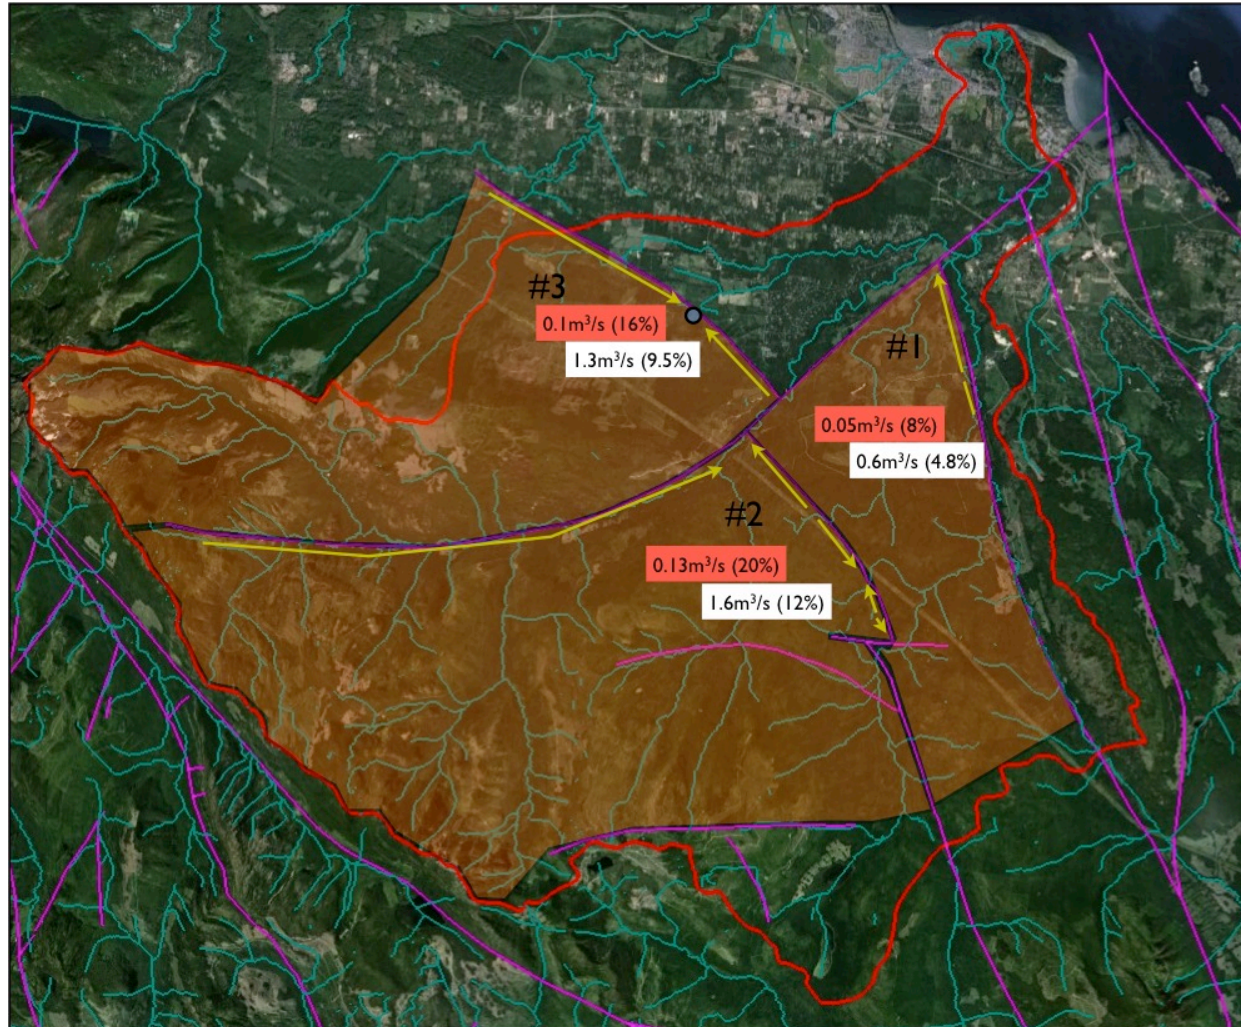 #3
0.1m³/s (16%)
1.3m³/s (9.5%)
#1
0.05m³/s (8%)
0.6m³/s (4.8%)
#2
0.13m³/s (20%)
1.6m³/s (12%)